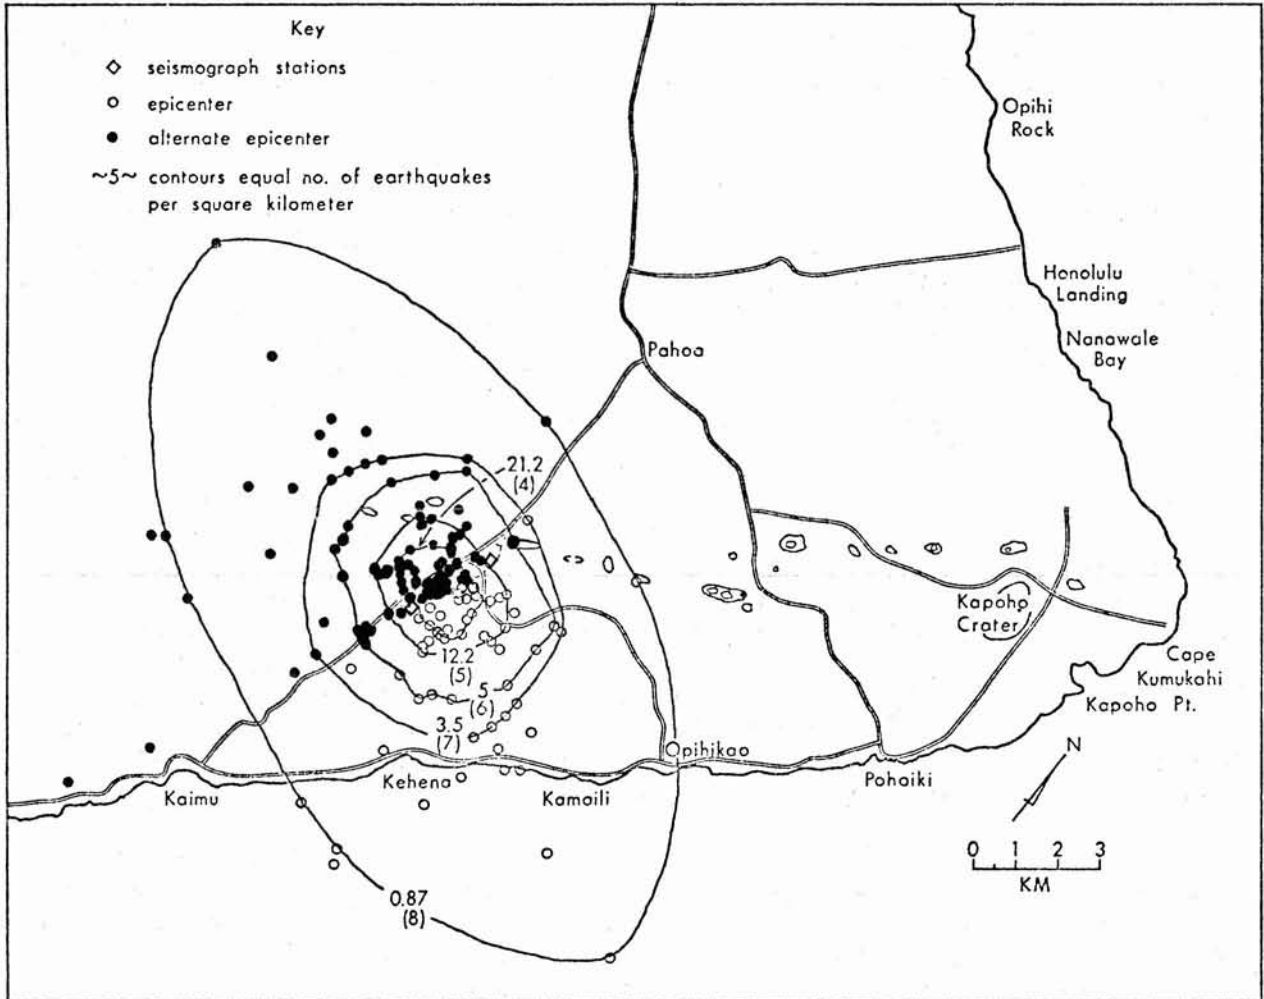 Key
seismograph stations
epicenter
alternate epicenter
~5~ contours equal no. of earthquakes
per square kilometer
Opihi
Rock
Honolulu
Landing
Nanawale
Bay
Pahoa
21.2
(4)
Kapoho
Crater
12.2
(5)
5
(6)
3.5
(7)
Cape
Kumukahi
Kapoho Pt.
N
Opihikao
Kehena
Pohaiki
Kaimu
Kamaili
0 1 2 3
KM
0.87
(8)